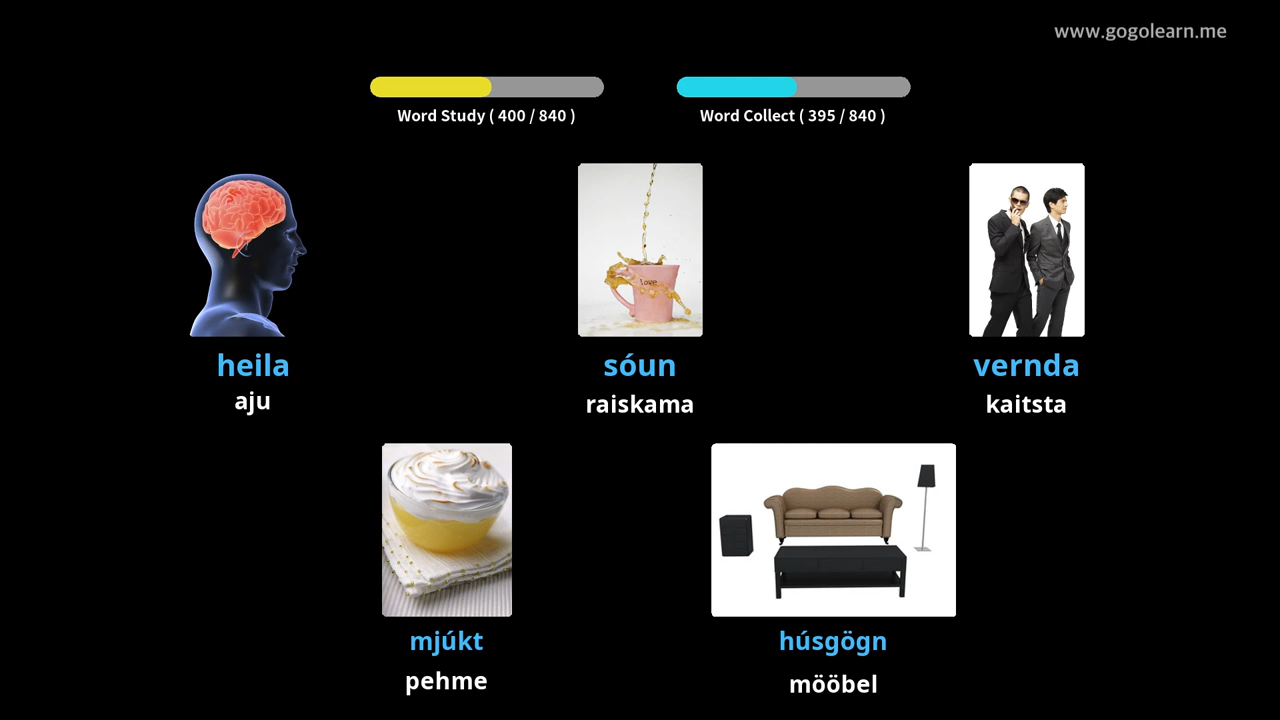 www.gogolearn.me
Word Study ( 400 / 840 )
Word Collect ( 395 / 840 )
love
heila
aju
sóun
raiskama
vernda
kaitsta
mjúkt
pehme
húsgögn
mööbel